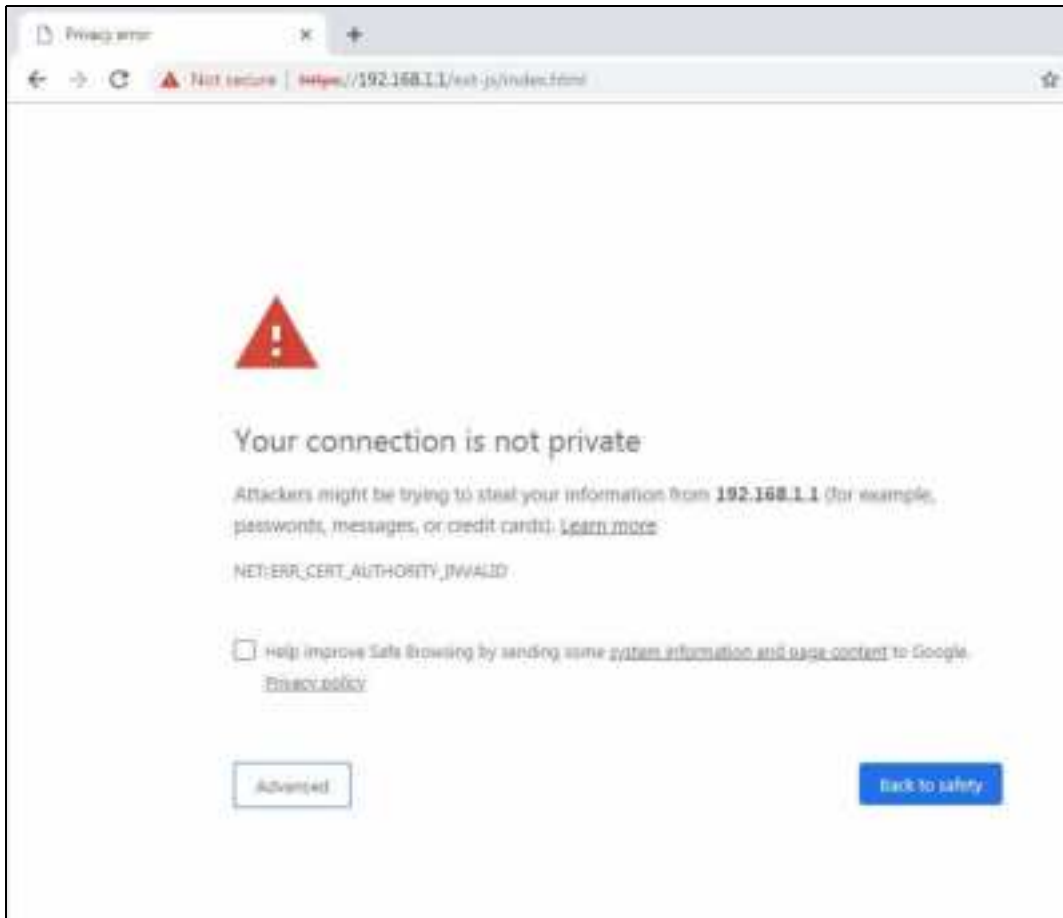 Privacy error
Not secure | https://192.168.1.1/ext-js/index.html
Your connection is not private
Attackers might be trying to steal your information from 192.168.1.1 (for example,
passwords, messages, or credit cards). Learn more
NET::ERR_CERT_AUTHORITY_INVALID
Help improve Safe Browsing by sending some system information and page content to Google.
Privacy policy
Advanced
Back to safety